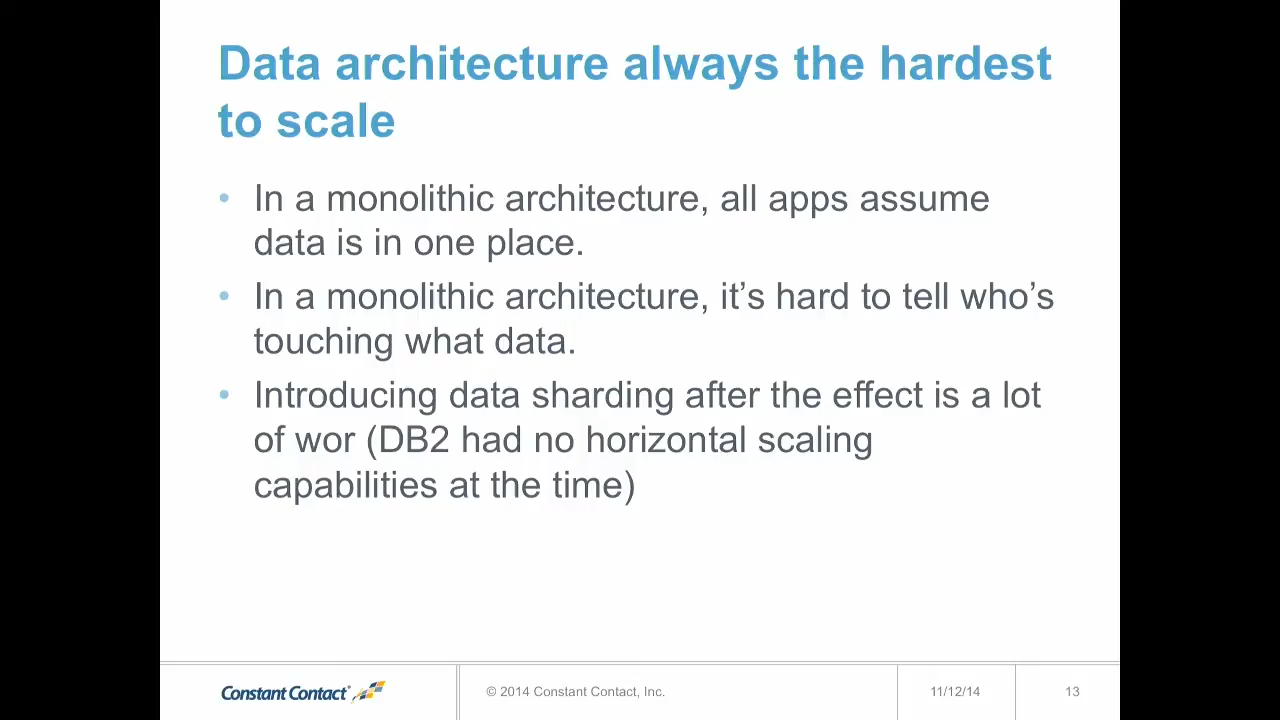 Data architecture always the hardest
to scale
• In a monolithic architecture, all apps assume
data is in one place.
• In a monolithic architecture, it’s hard to tell who’s
touching what data.
• Introducing data sharding after the effect is a lot
of wor (DB2 had no horizontal scaling
capabilities at the time)
Constant Contact® © 2014 Constant Contact, Inc. 11/12/14 13